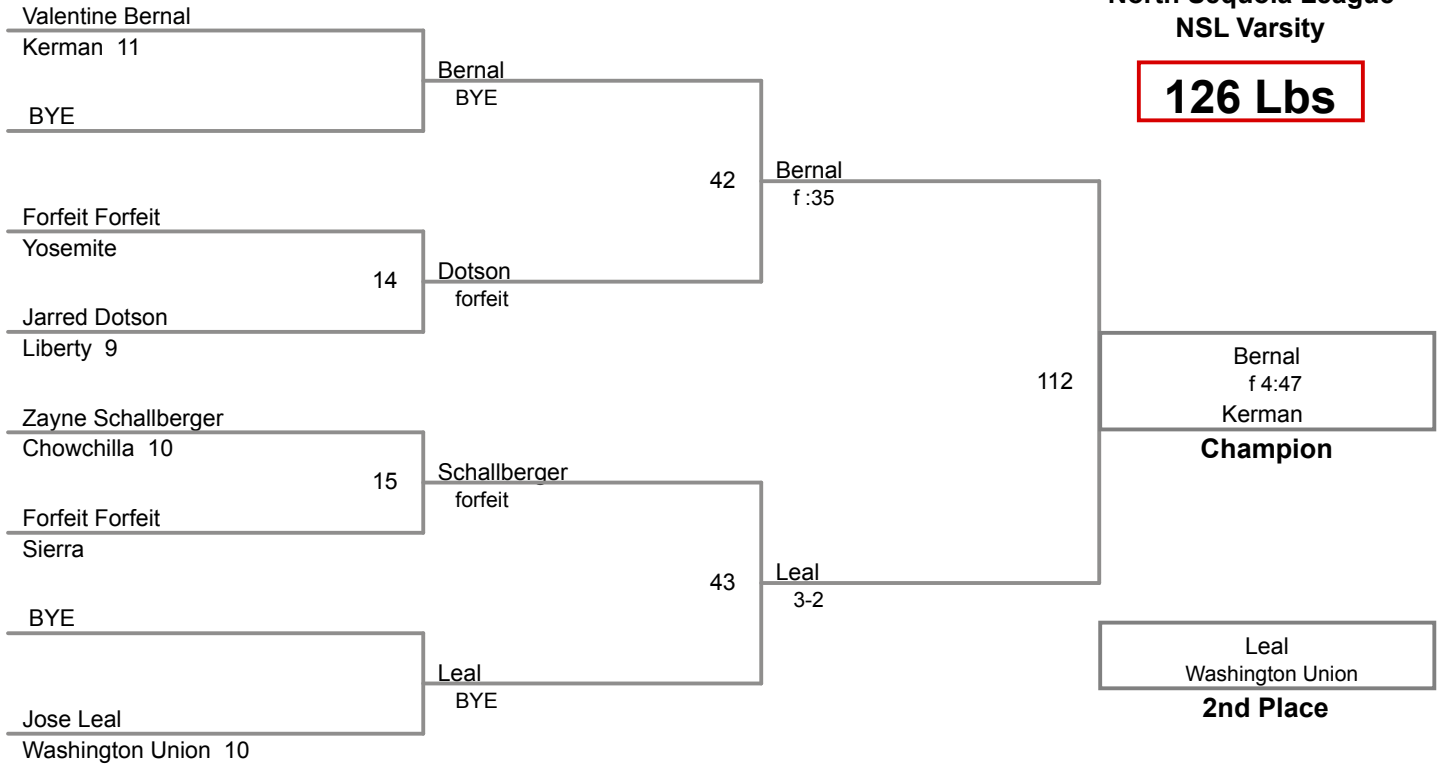 NSL Varsity
126 Lbs
Valentine Bernal
Kerman 11
BYE
Bernal
BYE
Forfeit Forfeit
Yosemite
14
Jarred Dotson
Liberty 9
Dotson
forfeit
42
Bernal
f :35
Zayne Schallberger
Chowchilla 10
15
Forfeit Forfeit
Sierra
Schallberger
forfeit
BYE
Jose Leal
Washington Union 10
Leal
BYE
43
Leal
3-2
112
Bernal
f 4:47
Kerman
Champion
Leal
Washington Union
2nd Place